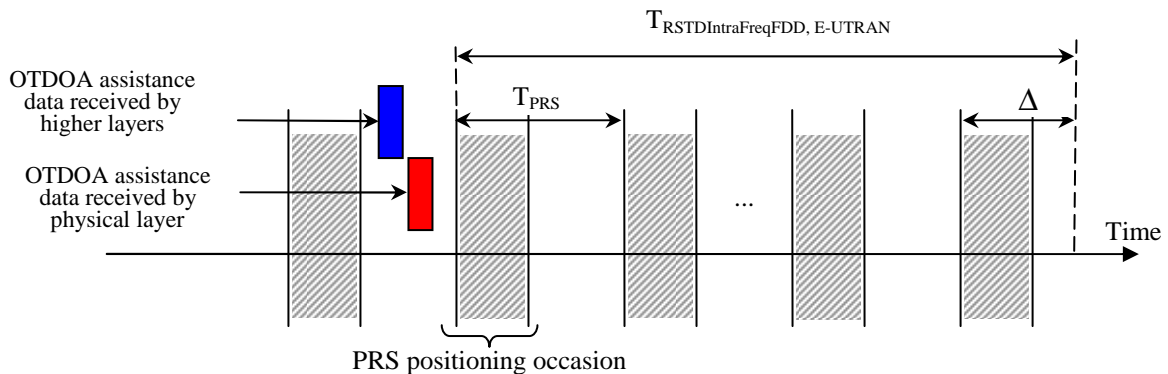 T_RSTDIntraFreqFDD, E-UTRAN
OTDOA assistance
data received by
higher layers
T_PRS
Δ
OTDOA assistance
data received by
physical layer
...
Time
PRS positioning occasion